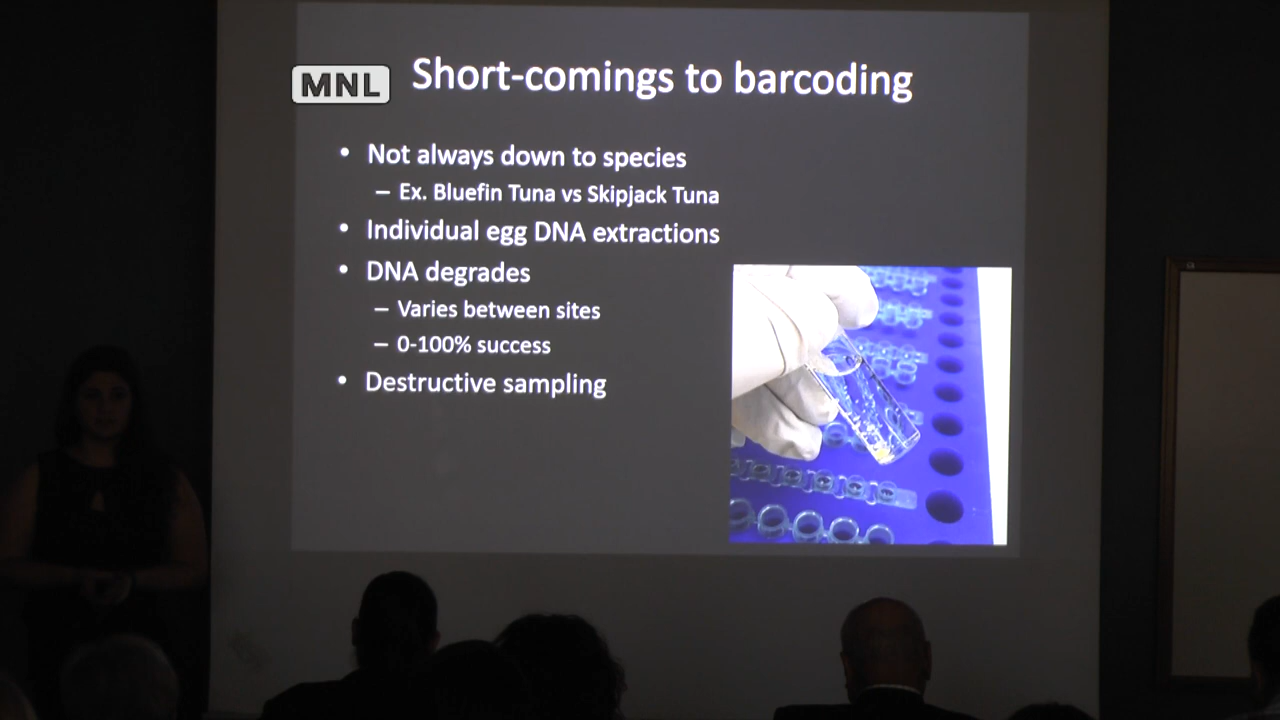 MNL
Short-comings to barcoding
• Not always down to species
– Ex. Bluefin Tuna vs Skipjack Tuna
• Individual egg DNA extractions
• DNA degrades
– Varies between sites
– 0-100% success
• Destructive sampling